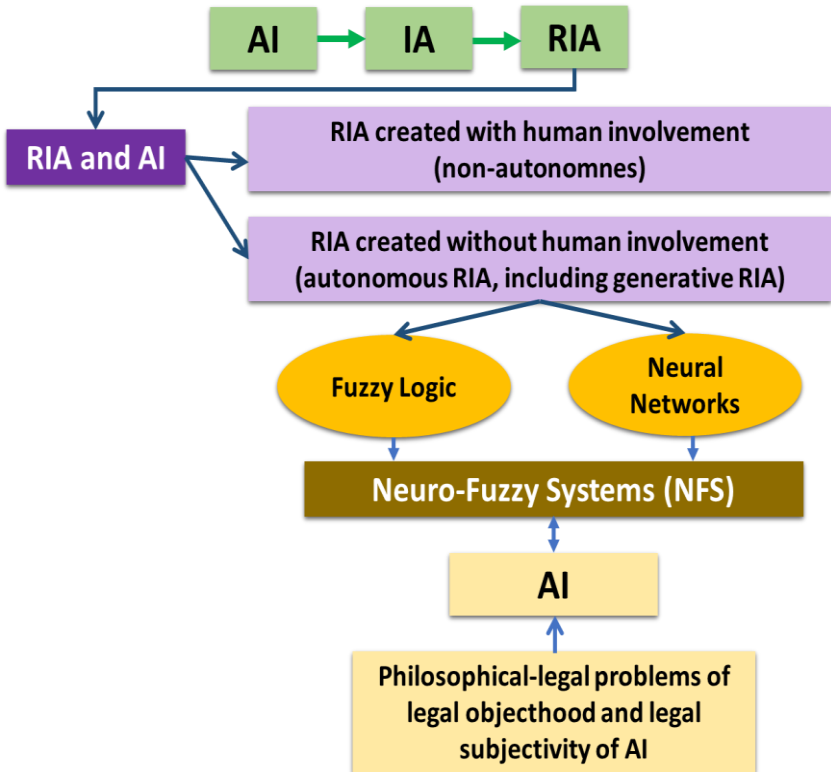 AI
IA
RIA
RIA and AI
RIA created with human involvement
(non-autonomnes)
RIA created without human involvement
(autonomous RIA, including generative RIA)
Fuzzy Logic
Neural
Networks
Neuro-Fuzzy Systems (NFS)
AI
Philosophical-legal problems of
legal objecthood and legal
subjectivity of AI